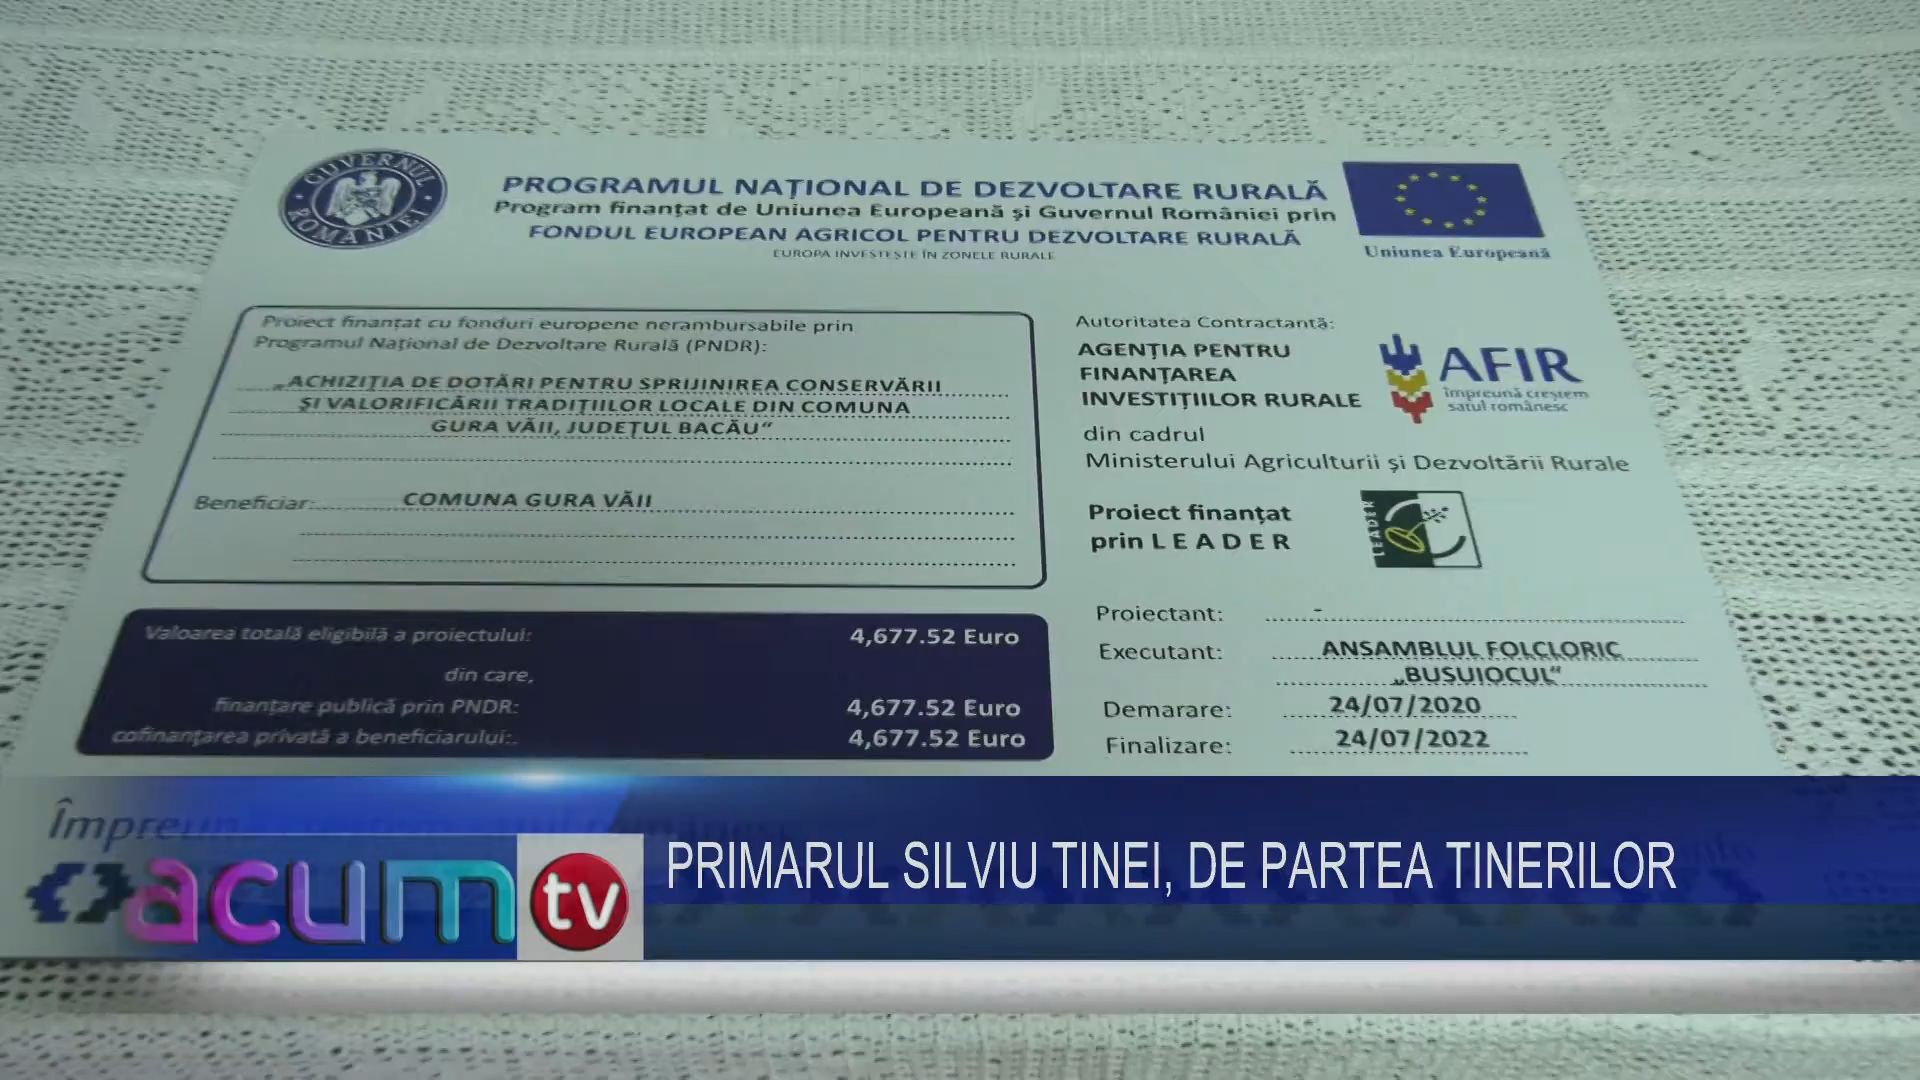 GUVERNUL ROMÂNIEI
PROGRAMUL NAȚIONAL DE DEZVOLTARE RURALĂ
Program finanțat de Uniunea Europeană și Guvernul României prin
FONDUL EUROPEAN AGRICOL PENTRU DEZVOLTARE RURALĂ
EUROPA INVESTEȘTE ÎN ZONELE RURALE
Uniunea Europeană
Proiect finanțat cu fonduri europene nerambursabile prin
Programul Național de Dezvoltare Rurală (PNDR):
„ACHIZIȚIA DE DOTĂRI PENTRU SPRIJINIREA CONSERVĂRII
ȘI VALORIFICĂRII TRADIȚIILOR LOCALE DIN COMUNA
GURA VĂII, JUDEȚUL BACĂU”
Beneficiar: COMUNA GURA VĂII
Valoarea totală eligibilă a proiectului: 4,677.52 Euro
din care,
finanțare publică prin PNDR: 4,677.52 Euro
cofinanțarea privată a beneficiarului:. 4,677.52 Euro
Autoritatea Contractantă:
AGENȚIA PENTRU
FINANȚAREA
INVESTIȚIILOR RURALE
AFIR
împreună creștem
satul românesc
din cadrul
Ministerului Agriculturii și Dezvoltării Rurale
Proiect finanțat
prin L E A D E R
LEADER
Proiectant: -
Executant: ANSAMBLUL FOLCLORIC
„BUSUIOCUL”
Demarare: 24/07/2020
Finalizare: 24/07/2022
Împreună
acum tv
PRIMARUL SILVIU TINEI, DE PARTEA TINERILOR